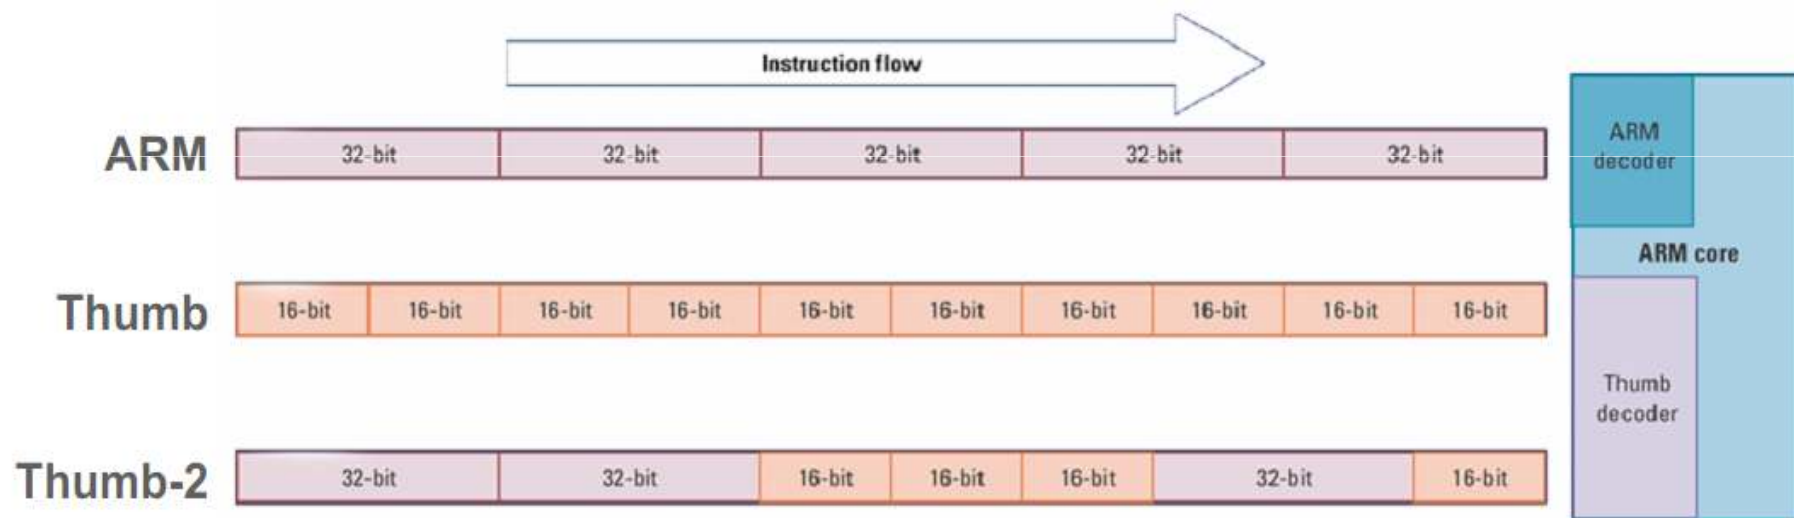 Instruction flow
ARM 32-bit 32-bit 32-bit 32-bit 32-bit
ARM
decoder
ARM core
Thumb 16-bit 16-bit 16-bit 16-bit 16-bit 16-bit 16-bit 16-bit 16-bit 16-bit
Thumb
decoder
Thumb-2 32-bit 32-bit 16-bit 16-bit 16-bit 32-bit 16-bit